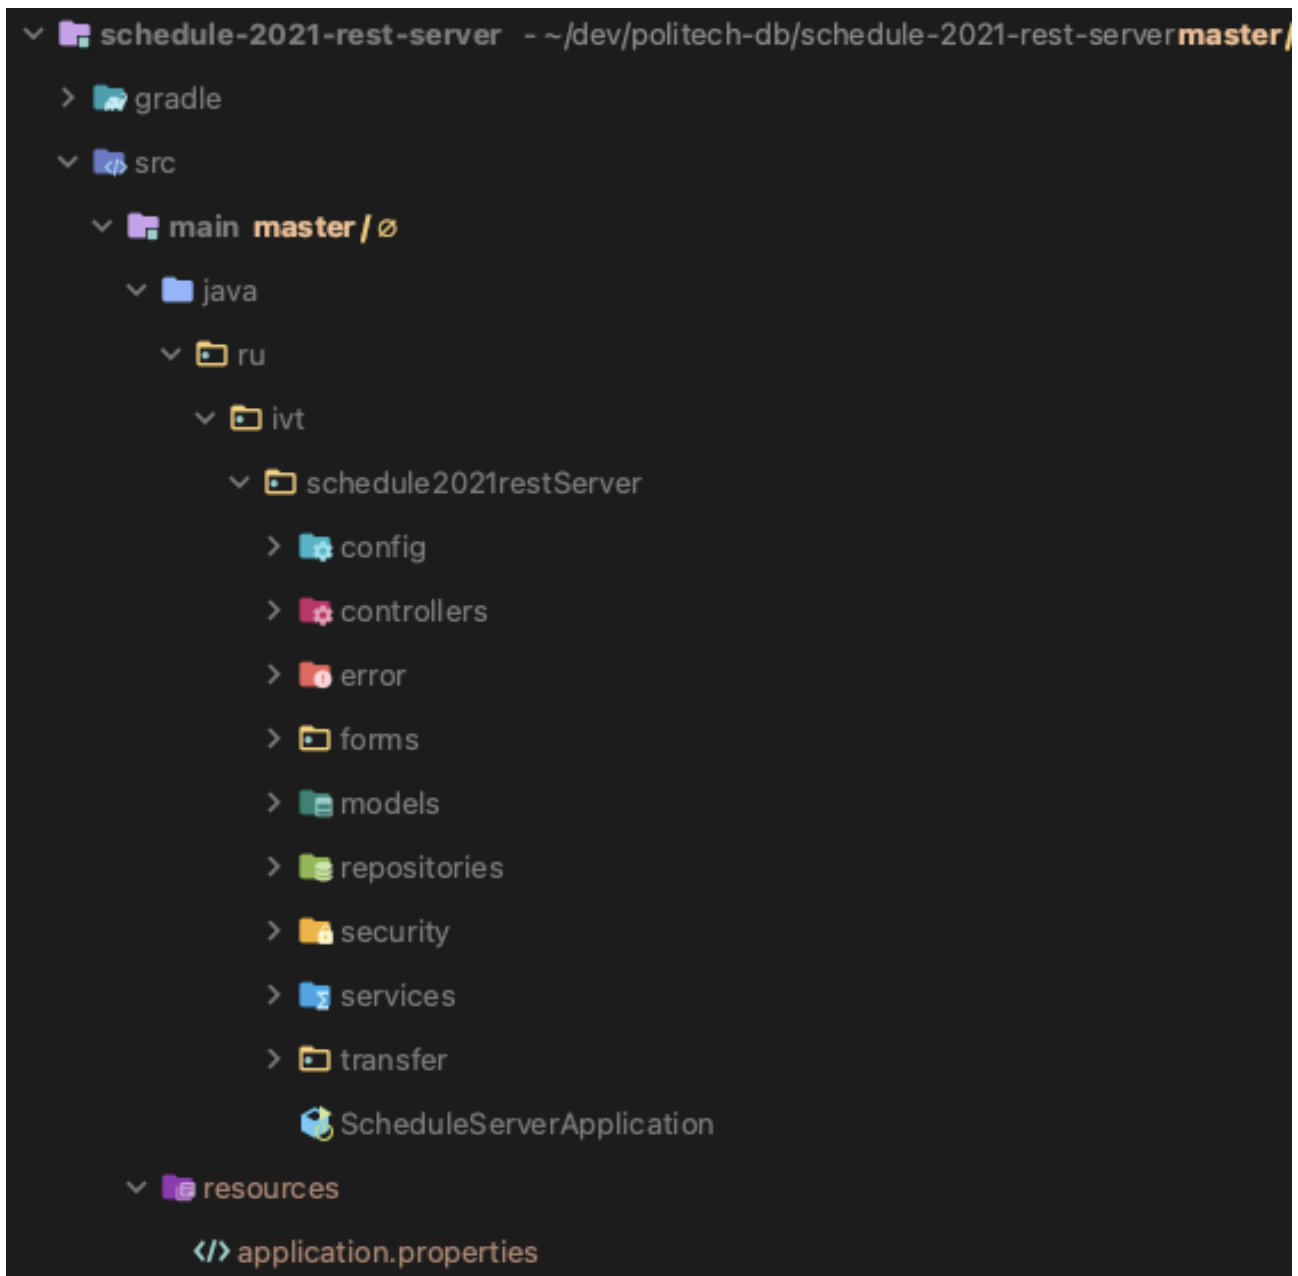 schedule-2021-rest-server - ~/dev/politech-db/schedule-2021-rest-server master /
gradle
src
main master / ∅
java
ru
ivt
schedule2021restServer
config
controllers
error
forms
models
repositories
security
services
transfer
ScheduleServerApplication
resources
application.properties